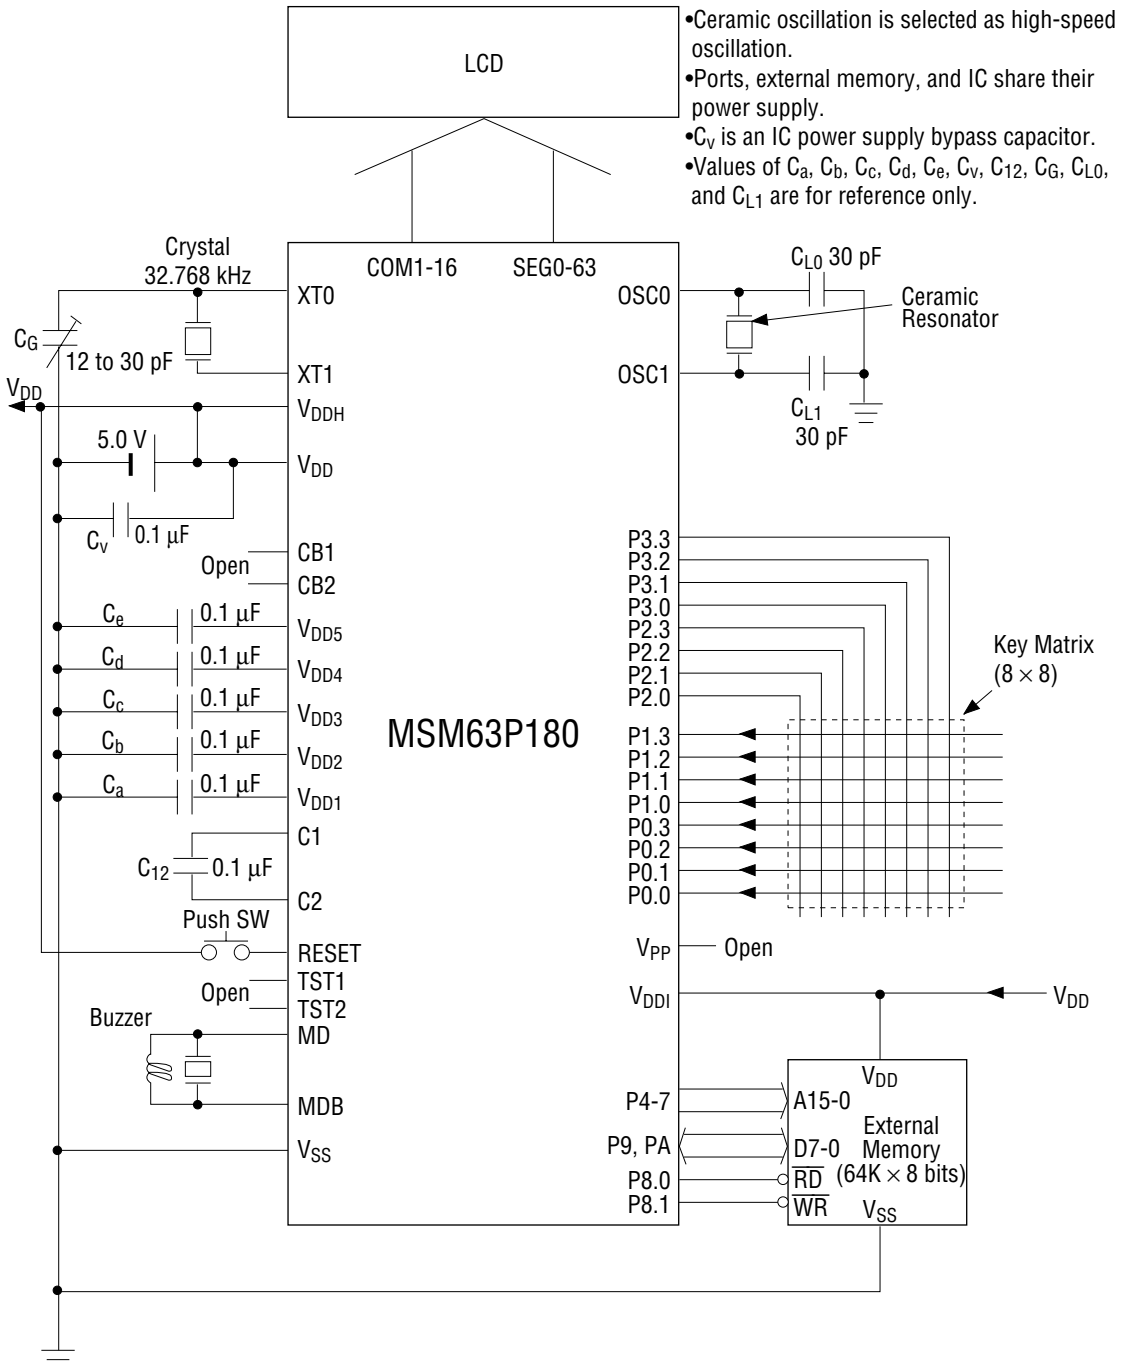 LCD
•Ceramic oscillation is selected as high-speed
oscillation.
•Ports, external memory, and IC share their
power supply.
•Cv is an IC power supply bypass capacitor.
•Values of Ca, Cb, Cc, Cd, Ce, Cv, C12, CG, CL0,
and CL1 are for reference only.
Crystal
32.768 kHz
COM1-16
SEG0-63
CL0 30 pF
XT0
OSC0
Ceramic
Resonator
CG
12 to 30 pF
XT1
OSC1
VDD
VDDH
CL1
30 pF
5.0 V
VDD
Cv
0.1 μF
Open
CB1
CB2
P3.3
P3.2
P3.1
P3.0
P2.3
P2.2
P2.1
P2.0
Key Matrix
(8 × 8)
Ce
0.1 μF
VDD5
Cd
0.1 μF
VDD4
Cc
0.1 μF
VDD3
Cb
0.1 μF
VDD2
Ca
0.1 μF
VDD1
MSM63P180
P1.3
P1.2
P1.1
P1.0
P0.3
P0.2
P0.1
P0.0
C1
C12
0.1 μF
C2
Push SW
RESET
VPP
Open
Open
TST1
TST2
VDDI
VDD
Buzzer
MD
MDB
VSS
P4-7
P9, PA
P8.0
P8.1
VDD
A15-0
External
Memory
(64K × 8 bits)
D7-0
RD
WR
VSS